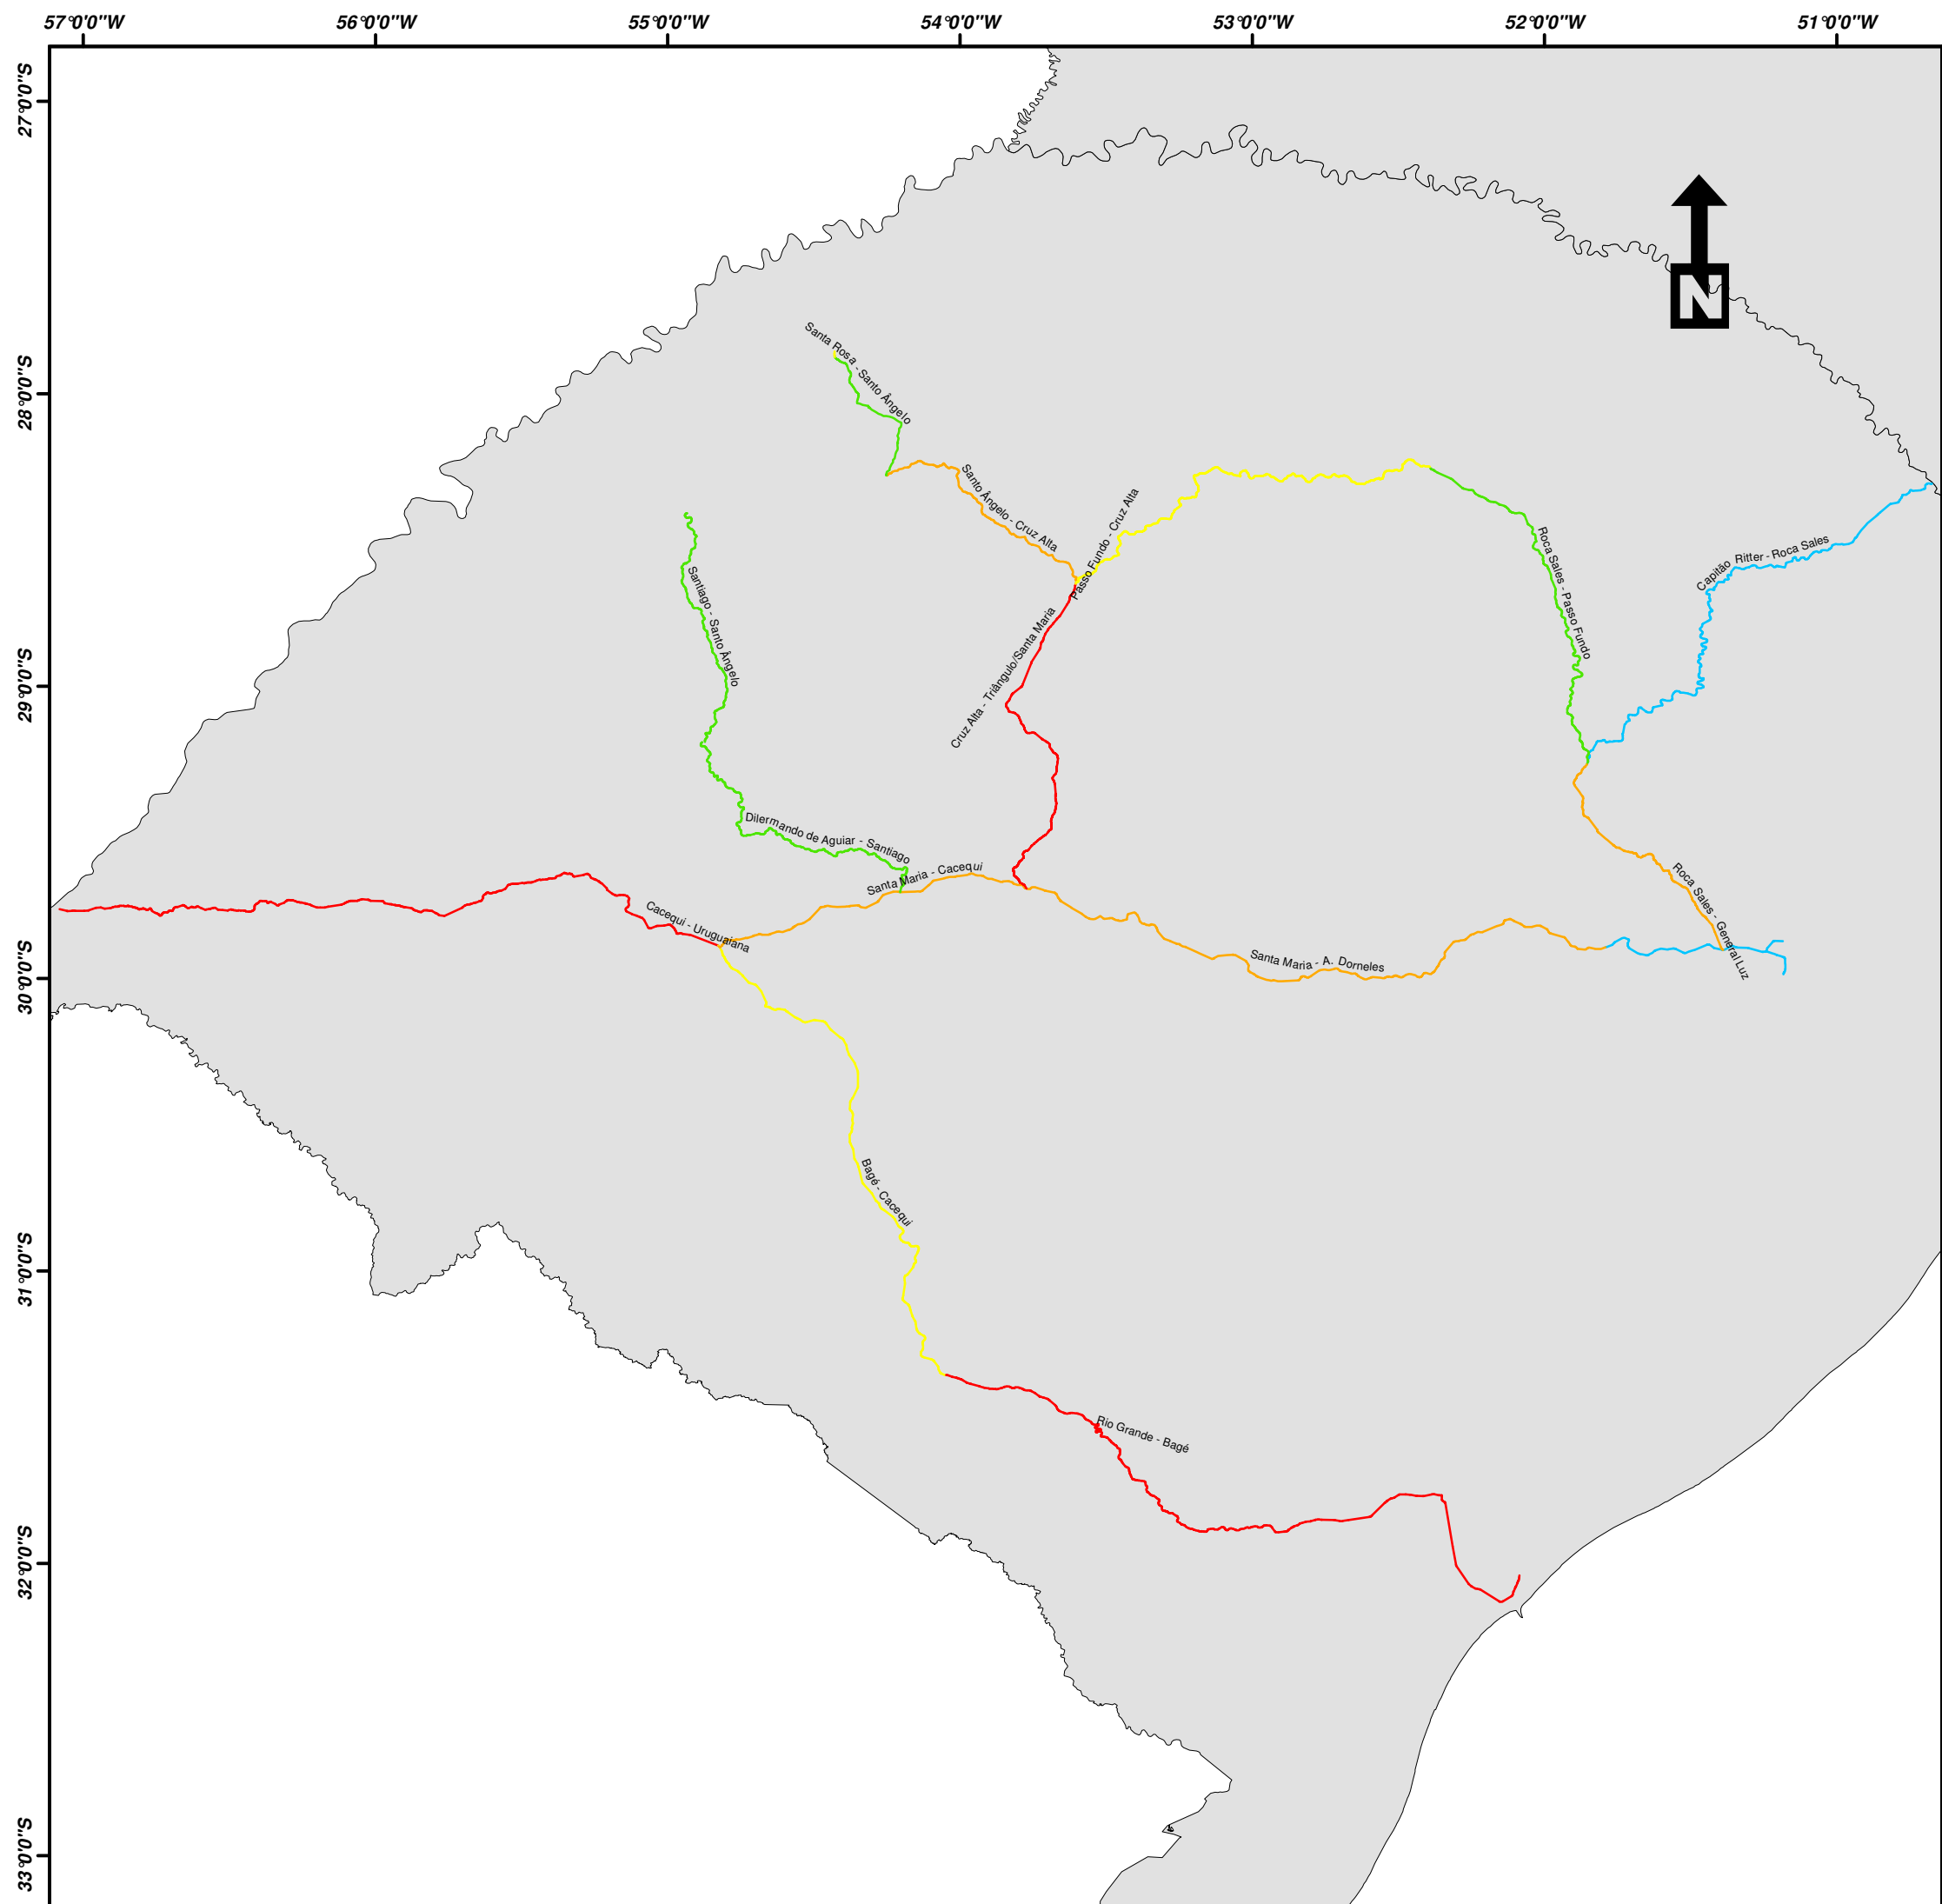 57°0'0"W
56°0'0"W
55°0'0"W
54°0'0"W
53°0'0"W
52°0'0"W
51°0'0"W
27°0'0"S
28°0'0"S
29°0'0"S
30°0'0"S
31°0'0"S
32°0'0"S
33°0'0"S
N
Santa Rosa - Santo Ângelo
Santo Ângelo - Cruz Alta
Passo Fundo - Cruz Alta
Roca Sales - Passo Fundo
Capitão Ritter - Roca Sales
Santiago - Santo Ângelo
Cruz Alta - Triângulo/Santa Maria
Dilermando de Aguiar - Santiago
Santa Maria - Cacequi
Roca Sales - General Luz
Cacequi - Uruguaiana
Santa Maria - A. Dorneles
Bagé - Cacequi
Rio Grande - Bagé